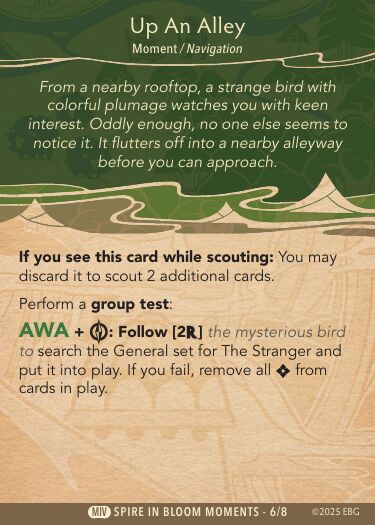 Up An Alley
Moment / Navigation
From a nearby rooftop, a strange bird with
colorful plumage watches you with keen
interest. Oddly enough, no one else seems to
notice it. It flutters off into a nearby alleyway
before you can approach.
If you see this card while scouting: You may
discard it to scout 2 additional cards.
Perform a group test:
AWA + : Follow [2R] the mysterious bird
to search the General set for The Stranger and
put it into play. If you fail, remove all from
cards in play.
MIV SPIRE IN BLOOM MOMENTS - 6/8 ©2025 EBG